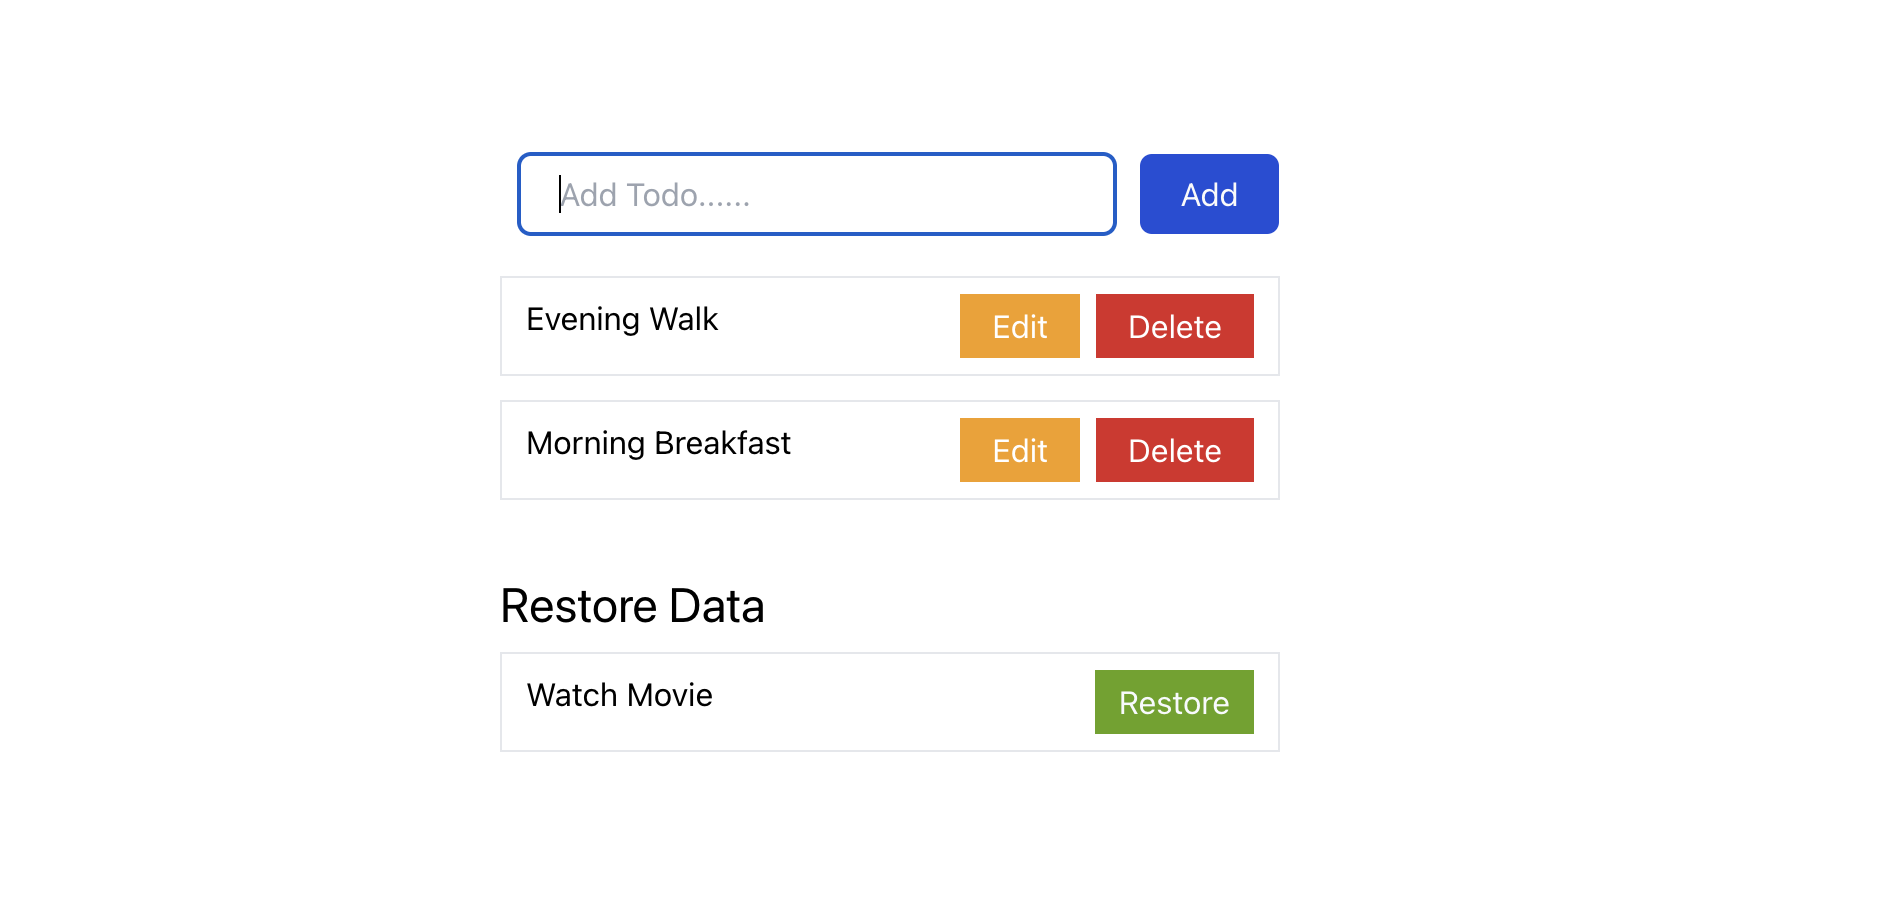 Add Todo...... Add
Evening Walk Edit Delete
Morning Breakfast Edit Delete
Restore Data
Watch Movie Restore